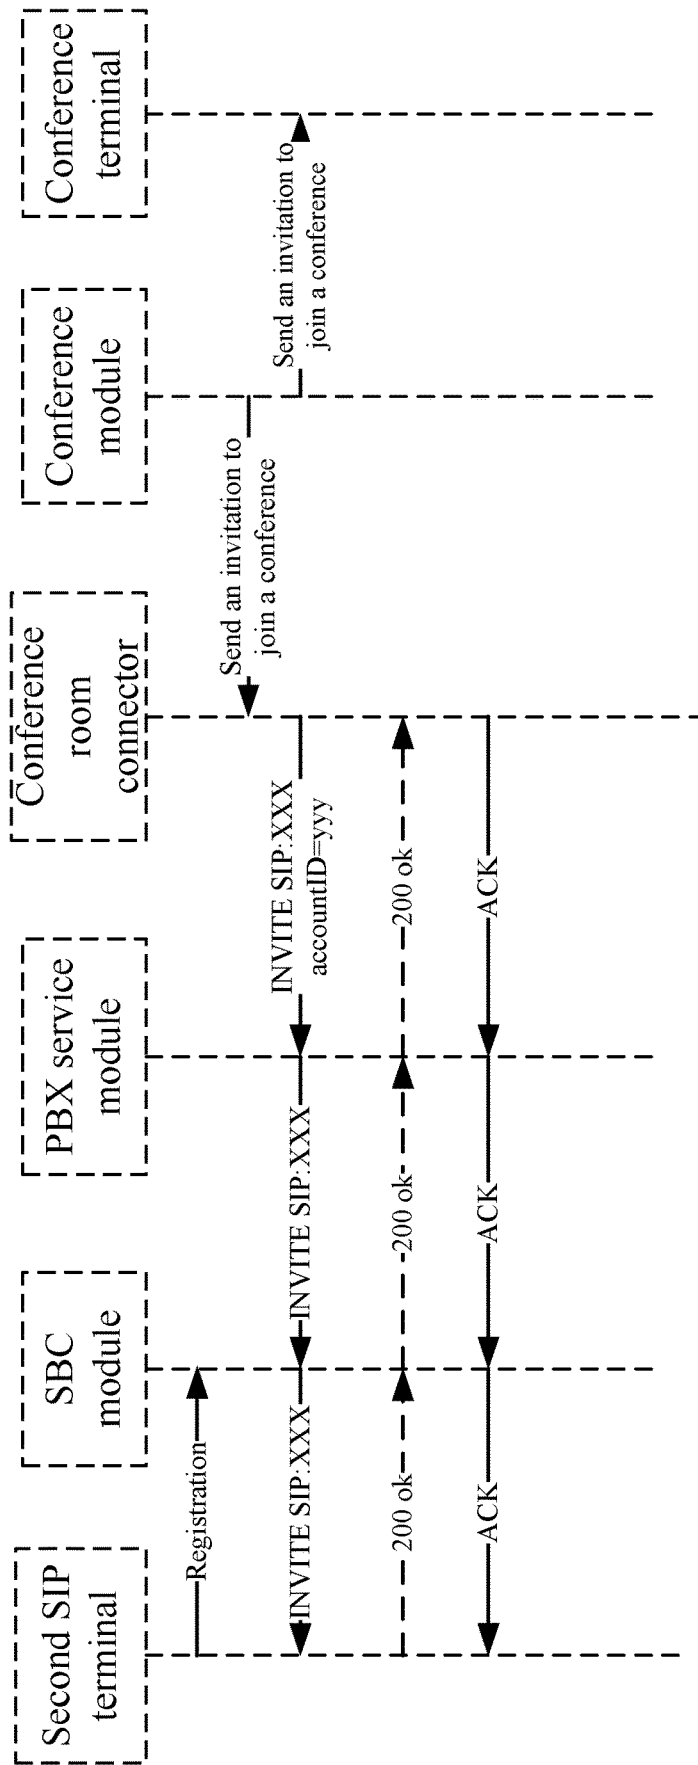 Second SIP
terminal
SBC
module
PBX service
module
Conference
room
connector
Conference
module
Conference
terminal
Registration
Send an invitation to
join a conference
INVITE SIP:XXX
INVITE SIP:XXX
INVITE SIP:XXX
accountID=yyy
Send an invitation to
join a conference
200 ok
200 ok
200 ok
ACK
ACK
ACK